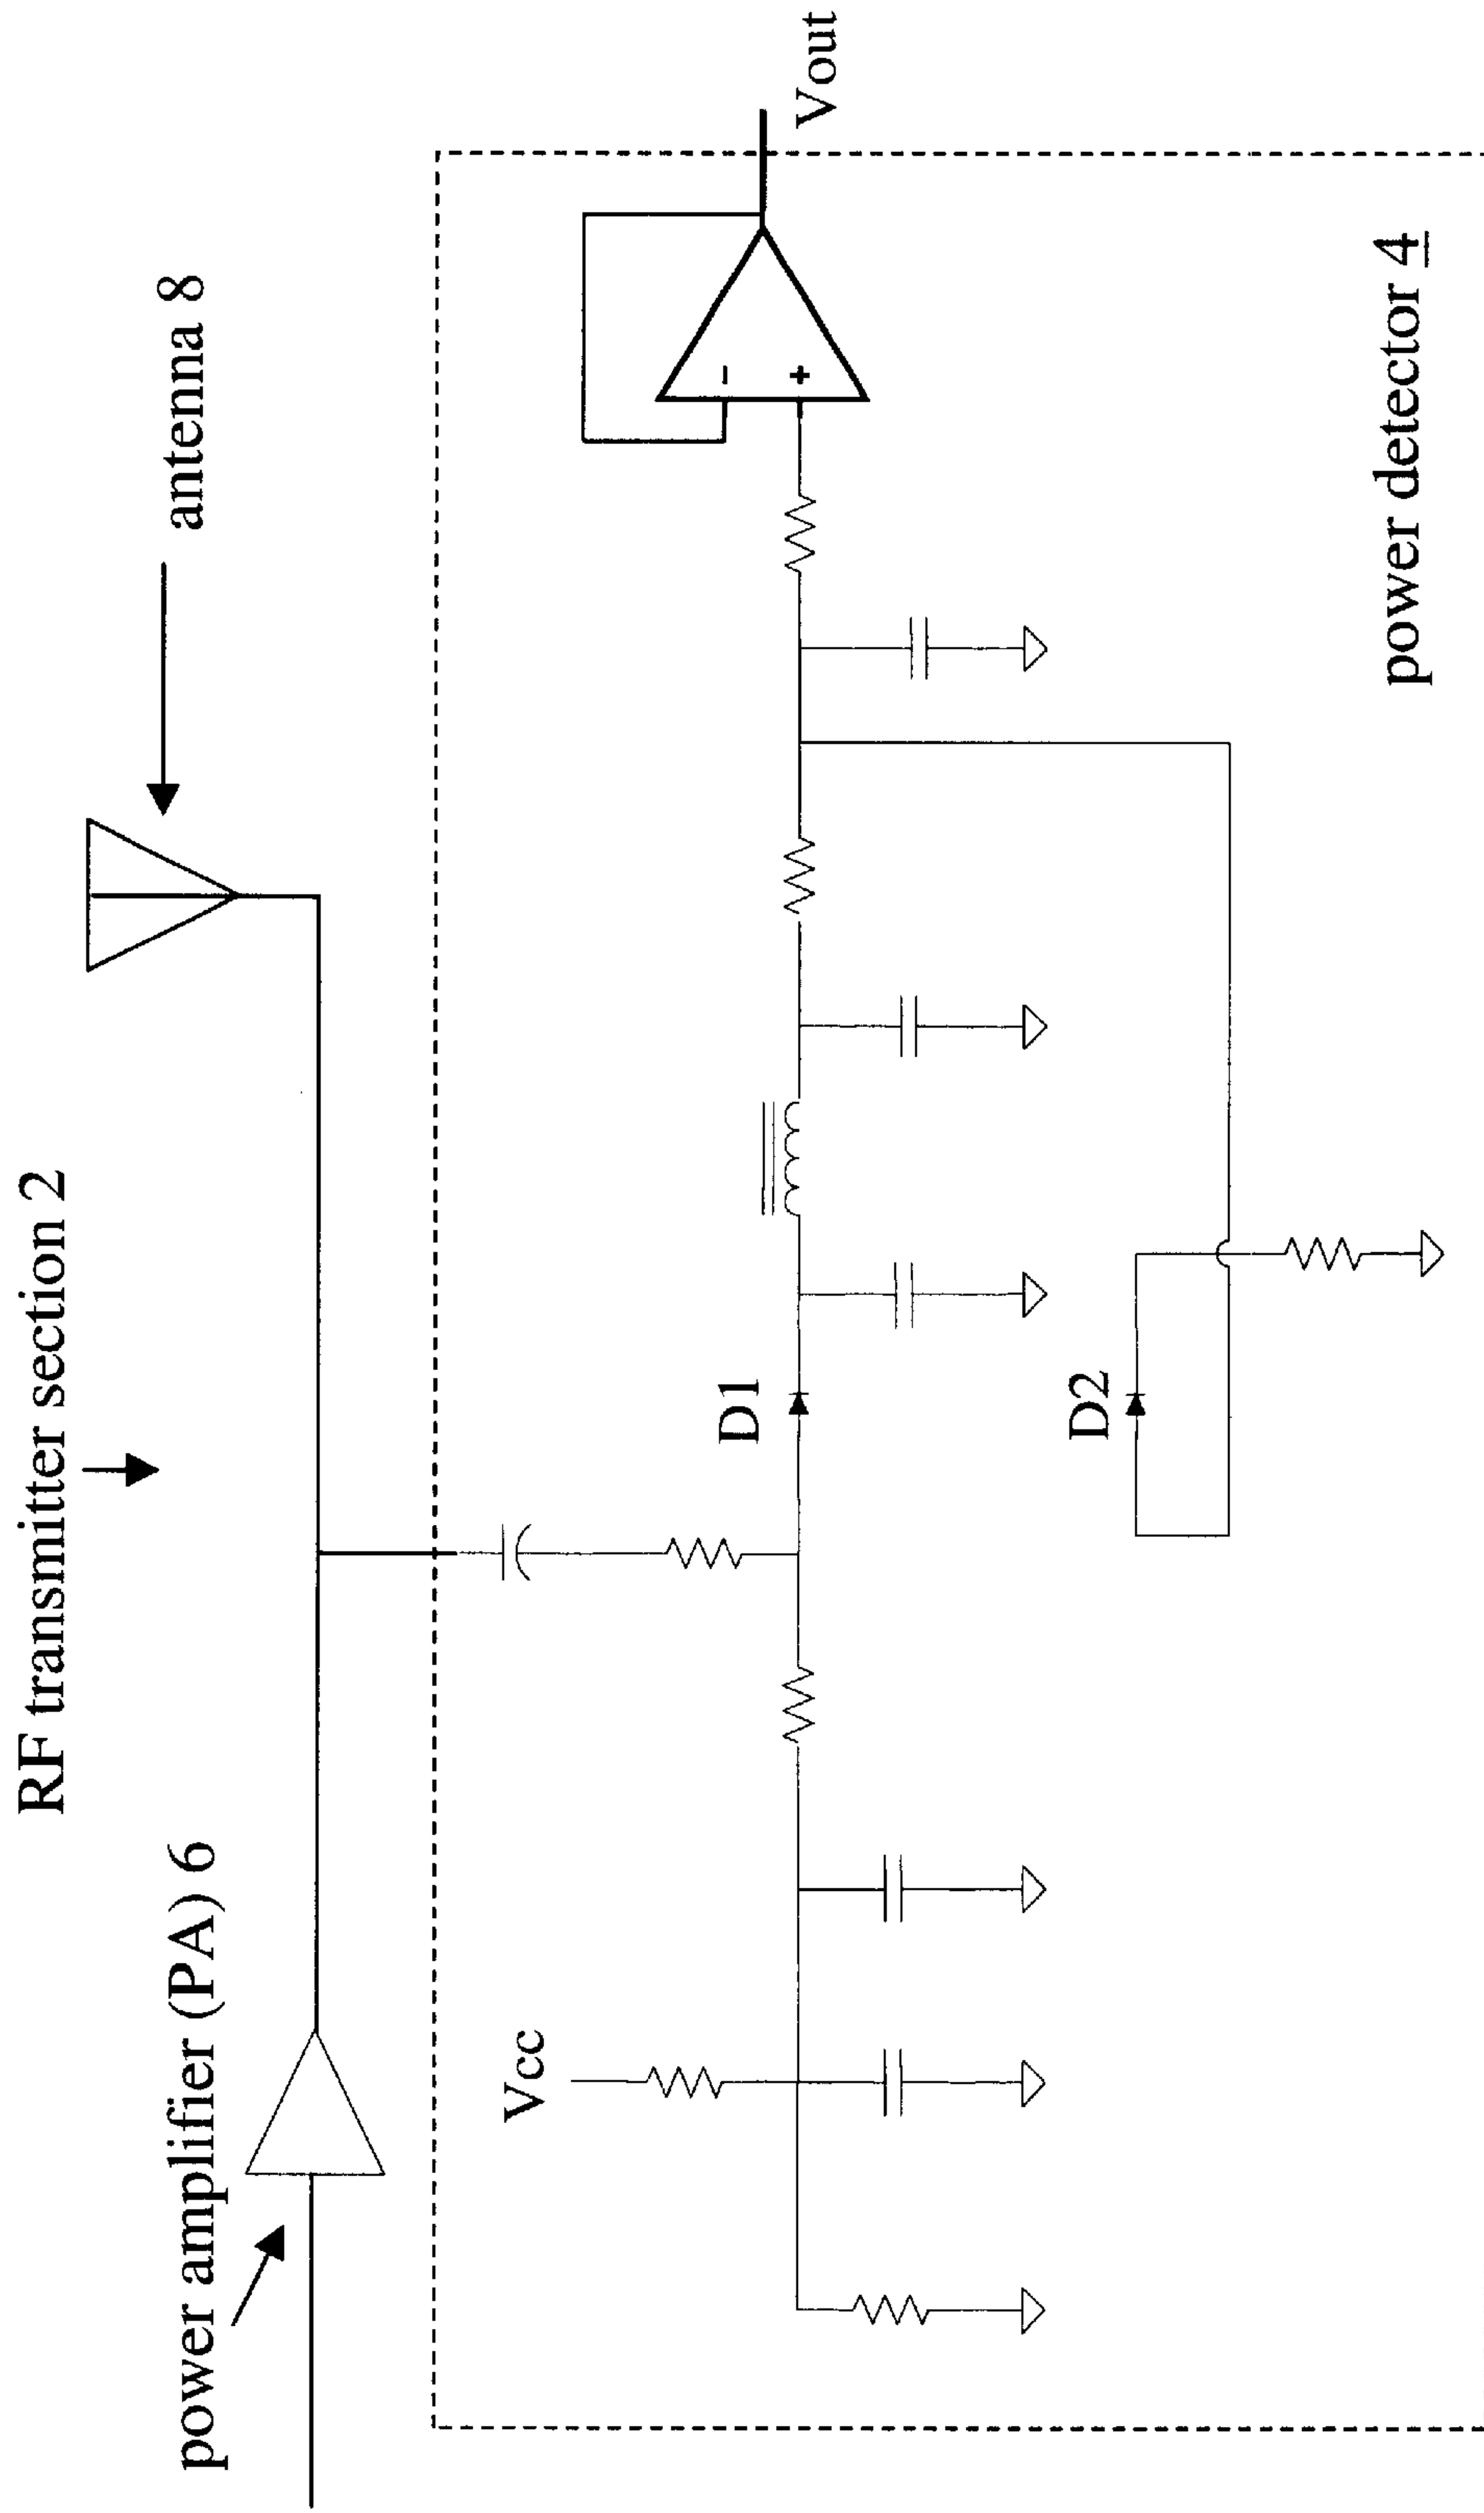 RF transmitter section 2
power amplifier (PA) 6
antenna 8
Vcc
D1
D2
-
+
Vout
power detector 4